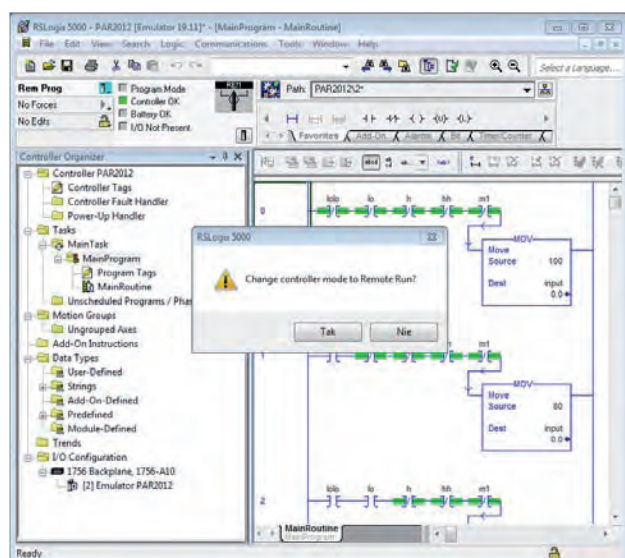 RSLogix 5000 - PAR2012 [Emulator 19.11]* - [MainProgram - MainRoutine]
File Edit View Search Logic Communications Tools Window Help
Select a Language...
Rem Prog
Program Mode
No Forces
Controller OK
Battery OK
No Edits
I/O Not Present
REM
Path: PAR2012\2*
Favorites Add-On Alarms Bit Timer/Counter
Controller Organizer
Controller PAR2012
Controller Tags
Controller Fault Handler
Power-Up Handler
Tasks
MainTask
MainProgram
Program Tags
MainRoutine
Unscheduled Programs / Phas
Motion Groups
Ungrouped Axes
Add-On Instructions
Data Types
User-Defined
Strings
Add-On-Defined
Predefined
Module-Defined
Trends
I/O Configuration
1756 Backplane, 1756-A10
[2] Emulator PAR2012
RSLogix 5000
Change controller mode to Remote Run?
Tak Nie
0
lolo lo h hh m1
MOV
Move
Source 100
Dest input
0.0
1
MOV
Move
Source 80
Dest input
0.0
lolo lo h hh m1
2
MainRoutine
MainProgram
Ready